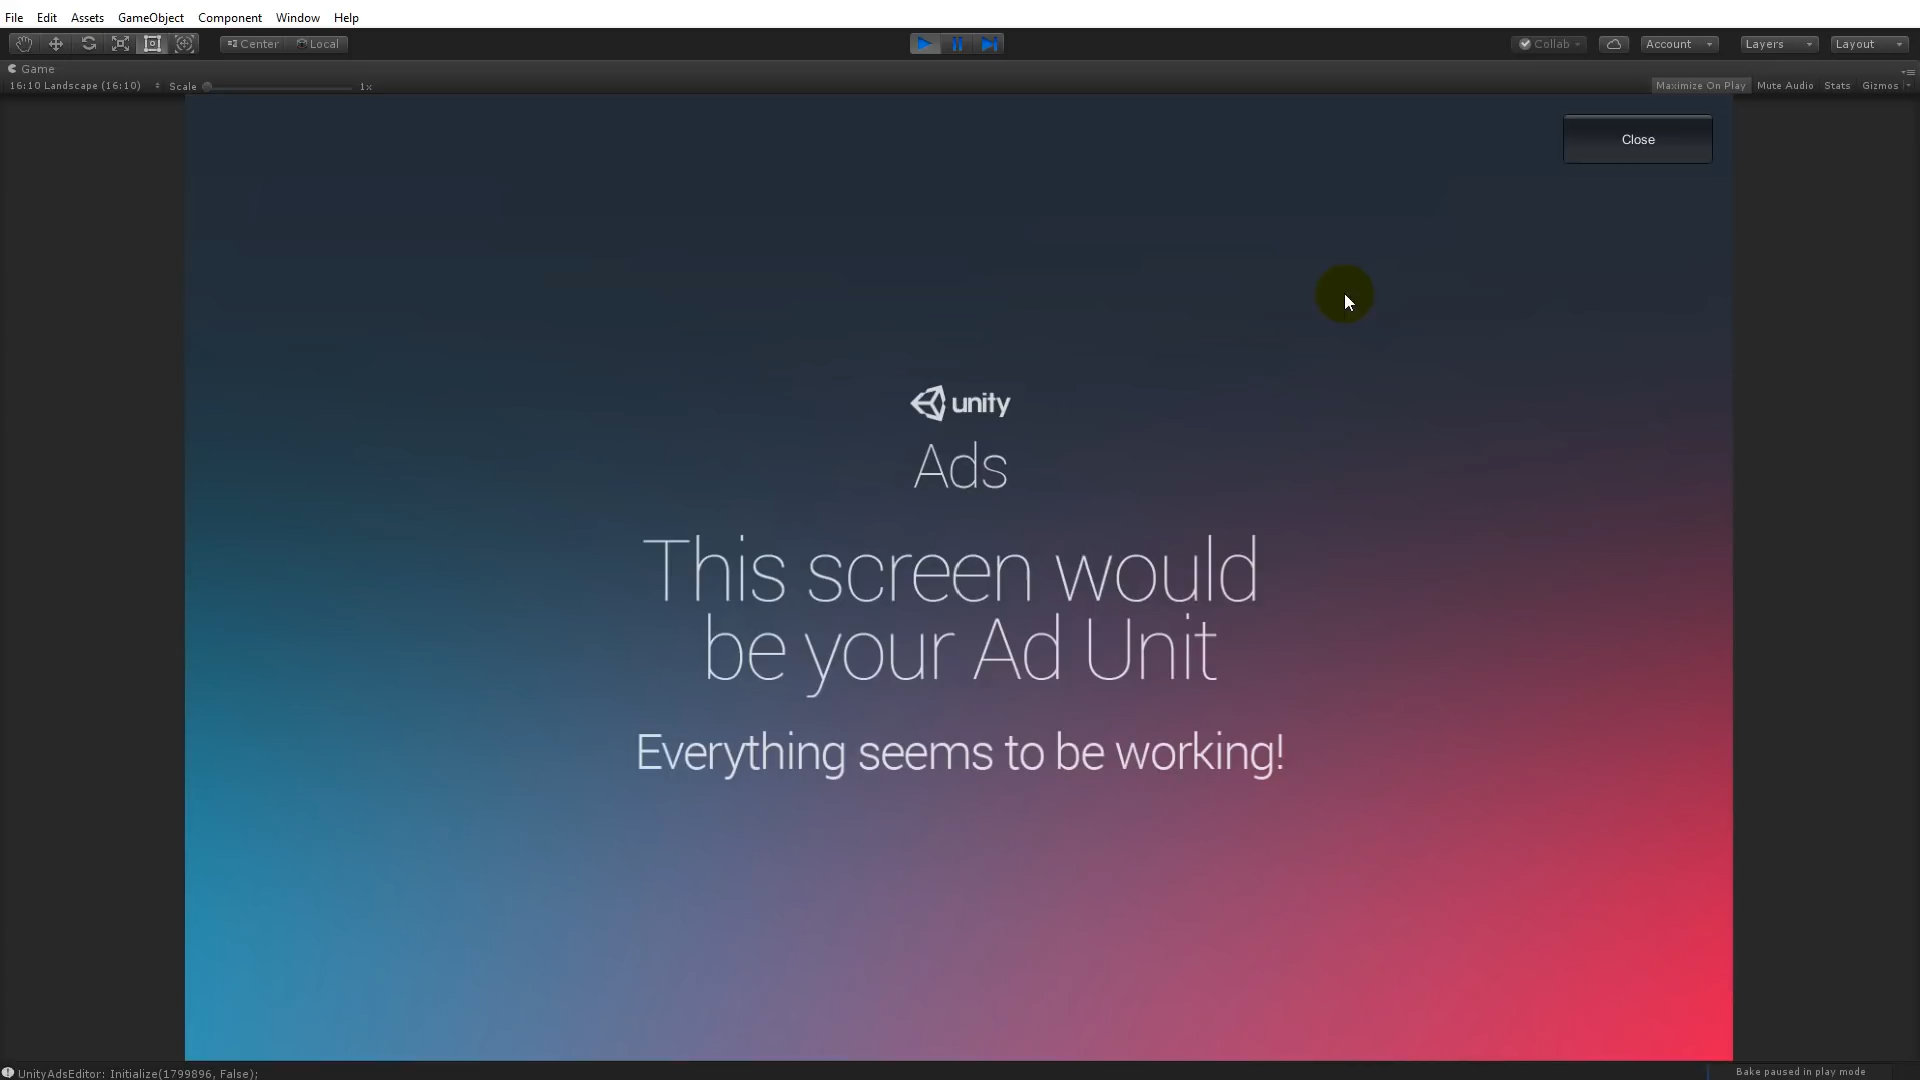 File Edit Assets GameObject Component Window Help
Center Local Collab Account Layers Layout
Game
16:10 Landscape (16:10) Scale 1x Maximize On Play Mute Audio Stats Gizmos
Close
unity
Ads
This screen would
be your Ad Unit
Everything seems to be working!
UnityAdsEditor: Initialize(1799896, False); Bake paused in play mode